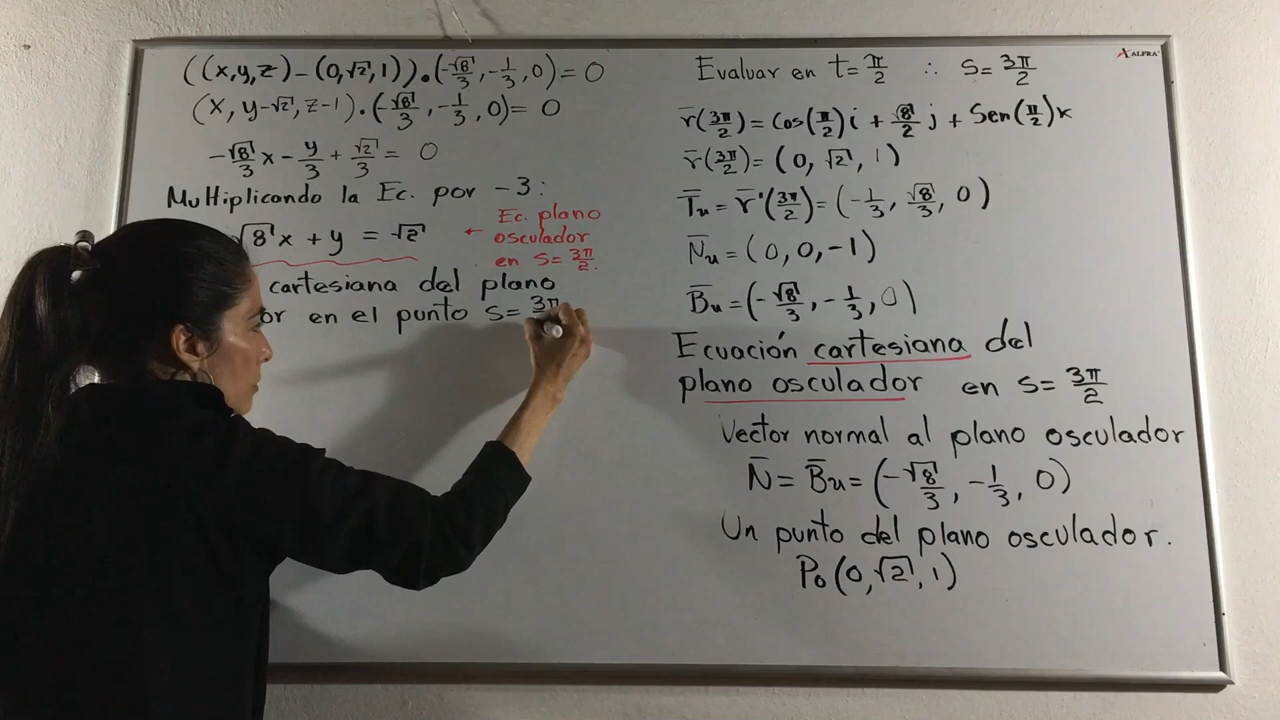 ((x,y,z)-(0,√2,1))·(-√8/3,-1/3,0)=0
(x,y-√2,z-1)·(-√8/3,-1/3,0)=0
-√8/3x-y/3+√2/3=0
Multiplicando la Ec. por -3:
√8x+y=√2
← Ec. plano
osculador
en s=3π/2.
cartesiana del plano
or en el punto s=3π
ALFRA
Evaluar en t=π/2 ∴ s=3π/2
r̄(3π/2)=Cos(π/2)i+√8/2j+Sen(π/2)k
r̄(3π/2)=(0,√2,1)
T̄u=r̄'(3π/2)=(-1/3,√8/3,0)
N̄u=(0,0,-1)
B̄u=(-√8/3,-1/3,0)
Ecuación cartesiana del
plano osculador en s=3π/2
Vector normal al plano osculador
N̄=B̄u=(-√8/3,-1/3,0)
Un punto del plano osculador.
Po(0,√2,1)